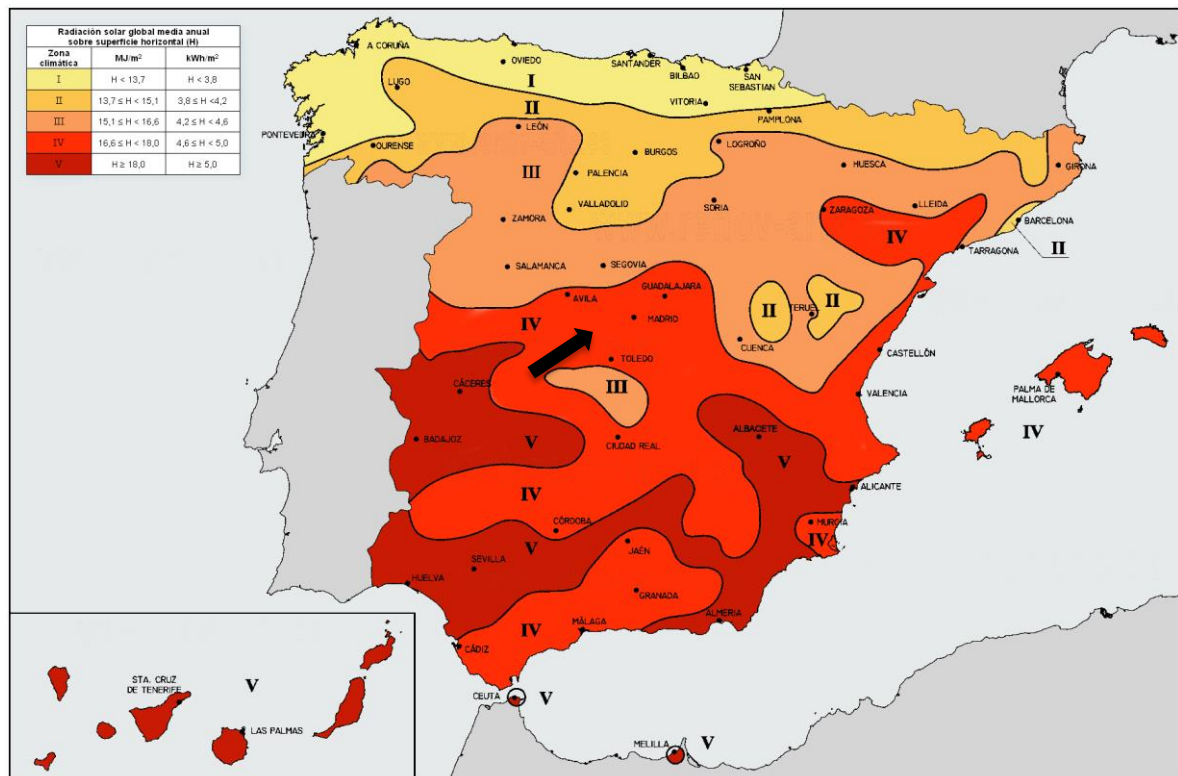 Radiación solar global media anual
sobre superficie horizontal (H)
Zona climática MJ/m² kWh/m²
I H < 13,7 H < 3,8
II 13,7 ≤ H < 15,1 3,8 ≤ H <4,2
III 15,1 ≤ H < 16,6 4,2 ≤ H < 4,6
IV 16,6 ≤ H < 18,0 4,6 ≤ H < 5,0
V H ≥ 18,0 H ≥ 5,0
A CORUÑA
OVIEDO
SANTANDER
BILBAO
SAN
SEBASTIAN
I
LUGO
II
VITORIA
PAMPLONA
PONTEVEDRA
OURENSE
LEÓN
BURGOS
LOGROÑO
HUESCA
GIRONA
III
PALENCIA
VALLADOLID
SORIA
ZARAGOZA
LLEIDA
BARCELONA
ZAMORA
IV
TARRAGONA
II
SALAMANCA
SEGOVIA
AVILA
GUADALAJARA
II
TERUEL
II
IV
MADRID
CUENCA
TOLEDO
CASTELLÓN
CÁCERES
III
VALENCIA
PALMA DE
MALLORCA
IV
BADAJOZ
V
CIUDAD REAL
ALBACETE
V
ALICANTE
IV
CÓRDOBA
MURCIA
IV
V
JAÉN
SEVILLA
HUELVA
GRANADA
ALMERIA
IV
MÁLAGA
CÁDIZ
CEUTA
V
MELILLA
V
STA. CRUZ
DE TENERIFE
V
LAS PALMAS